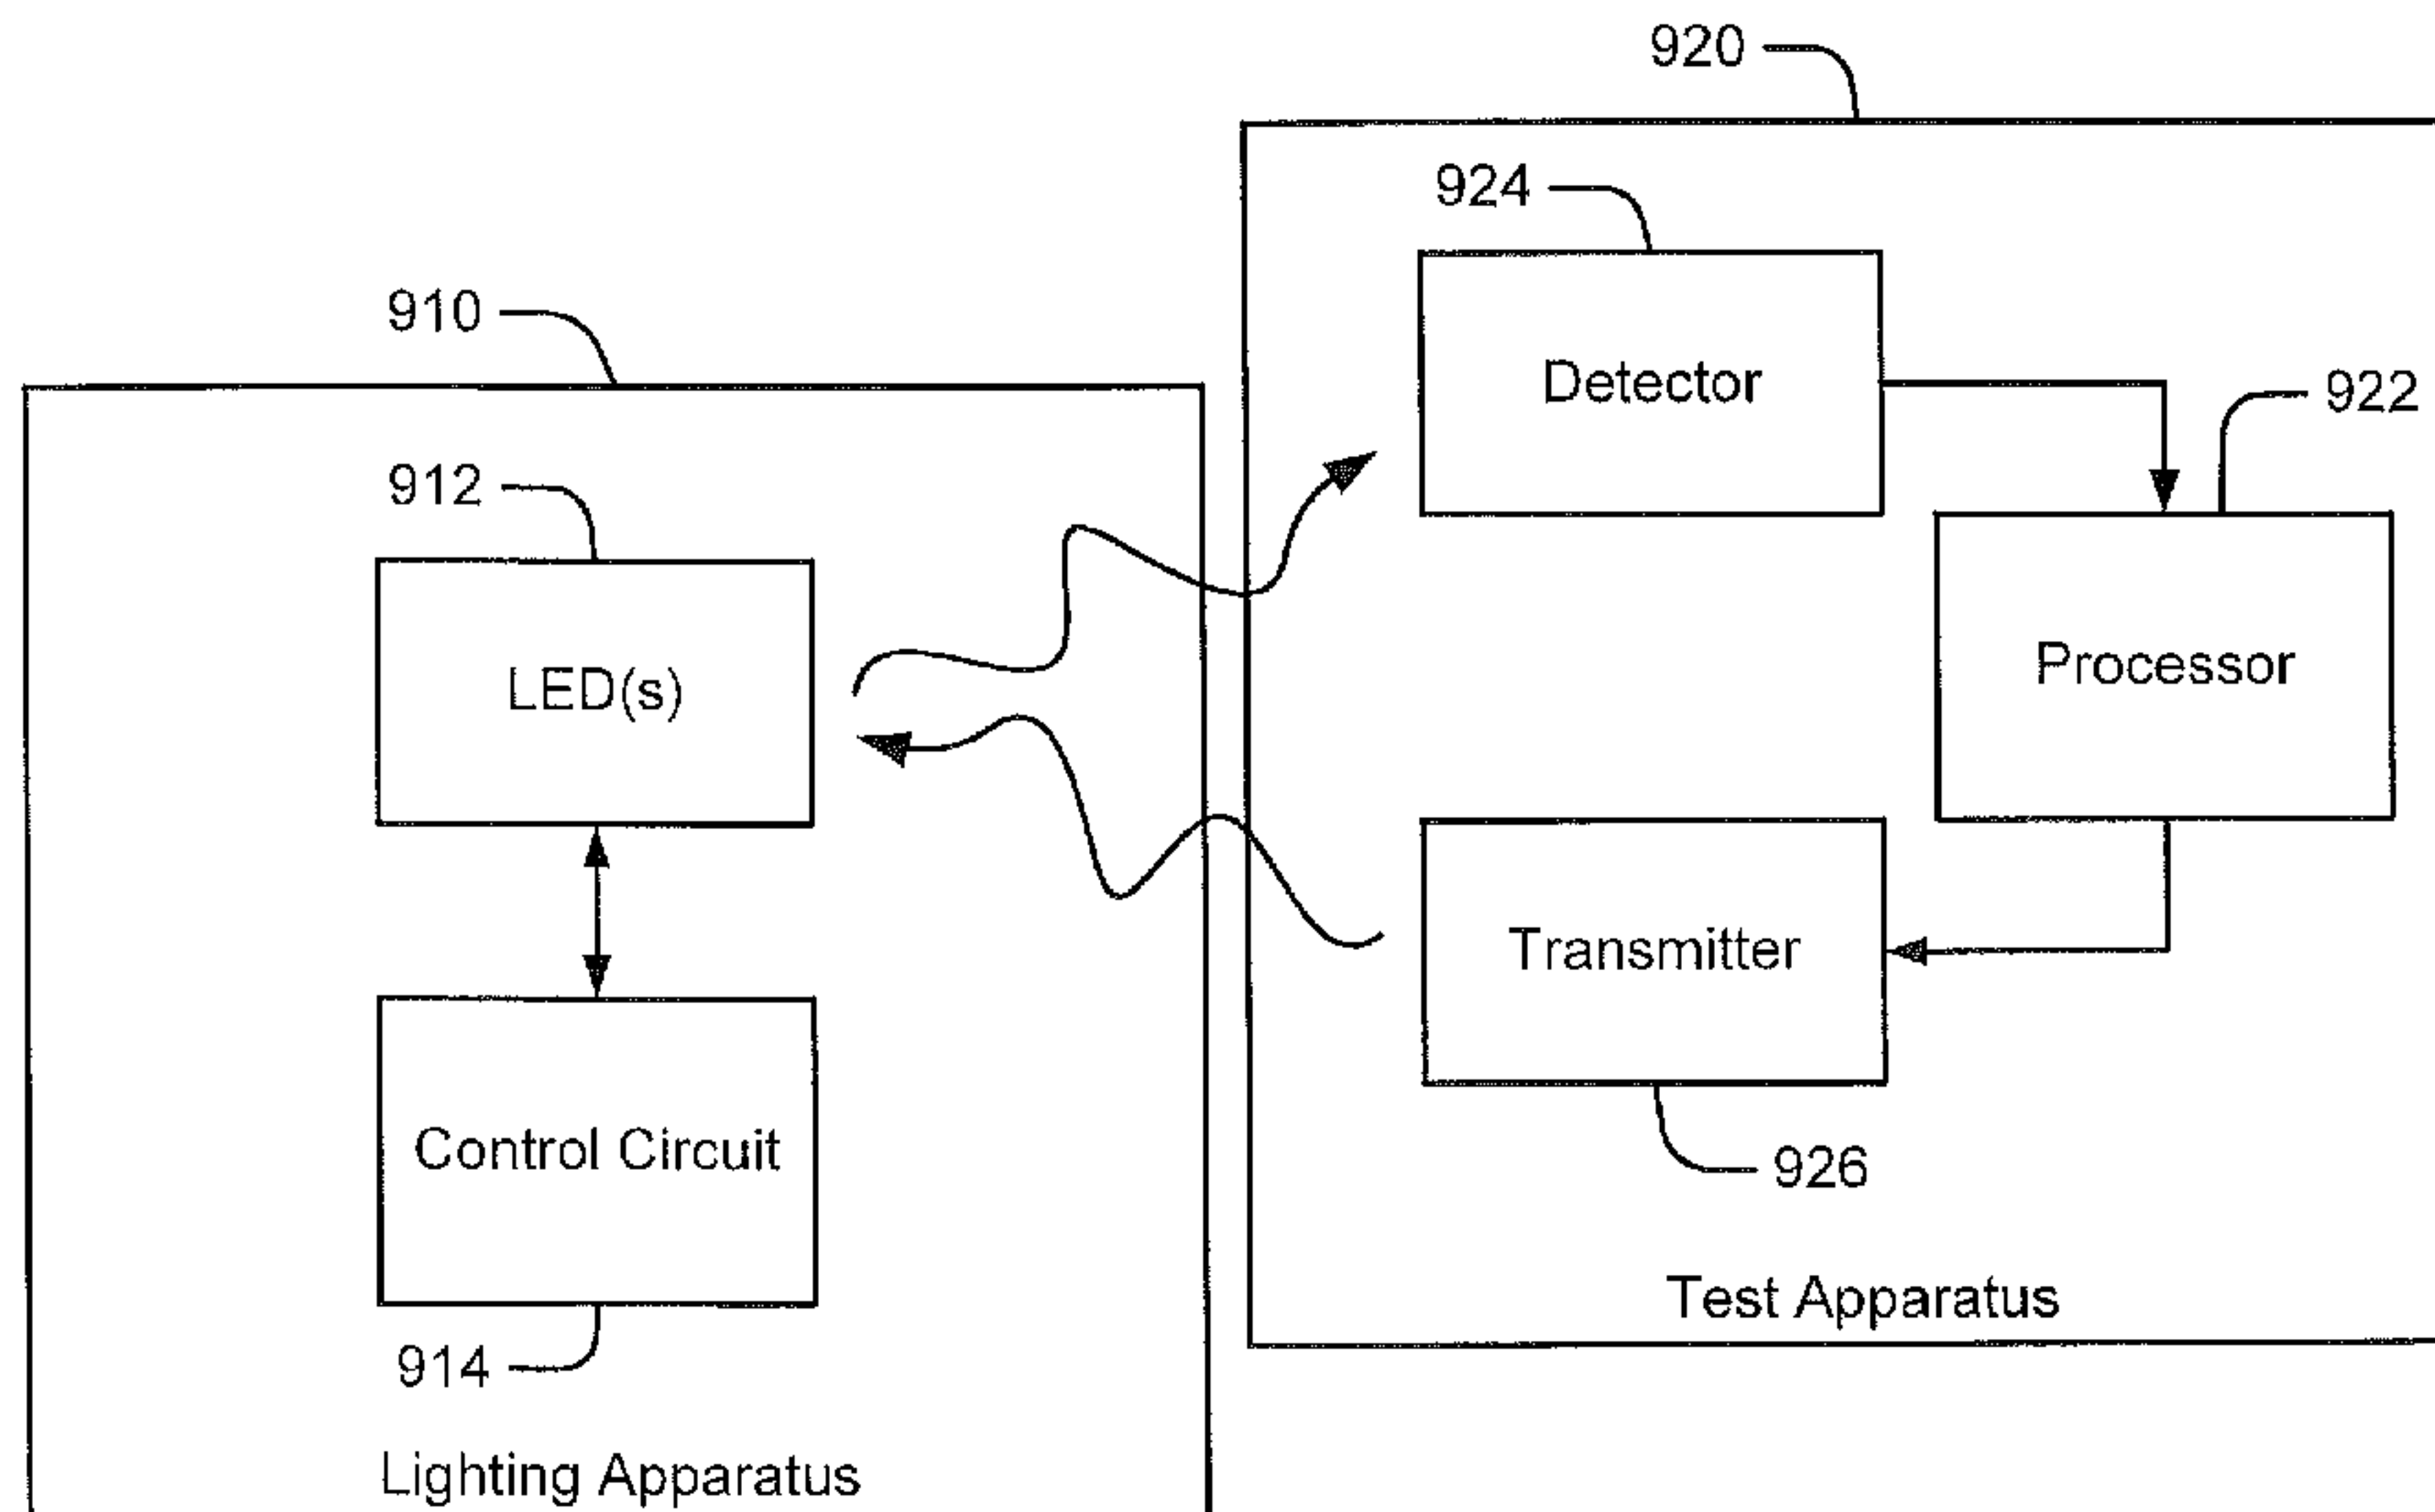 920
924
910
Detector
922
912
LED(s)
Processor
Transmitter
Control Circuit
926
Test Apparatus
914
Lighting Apparatus